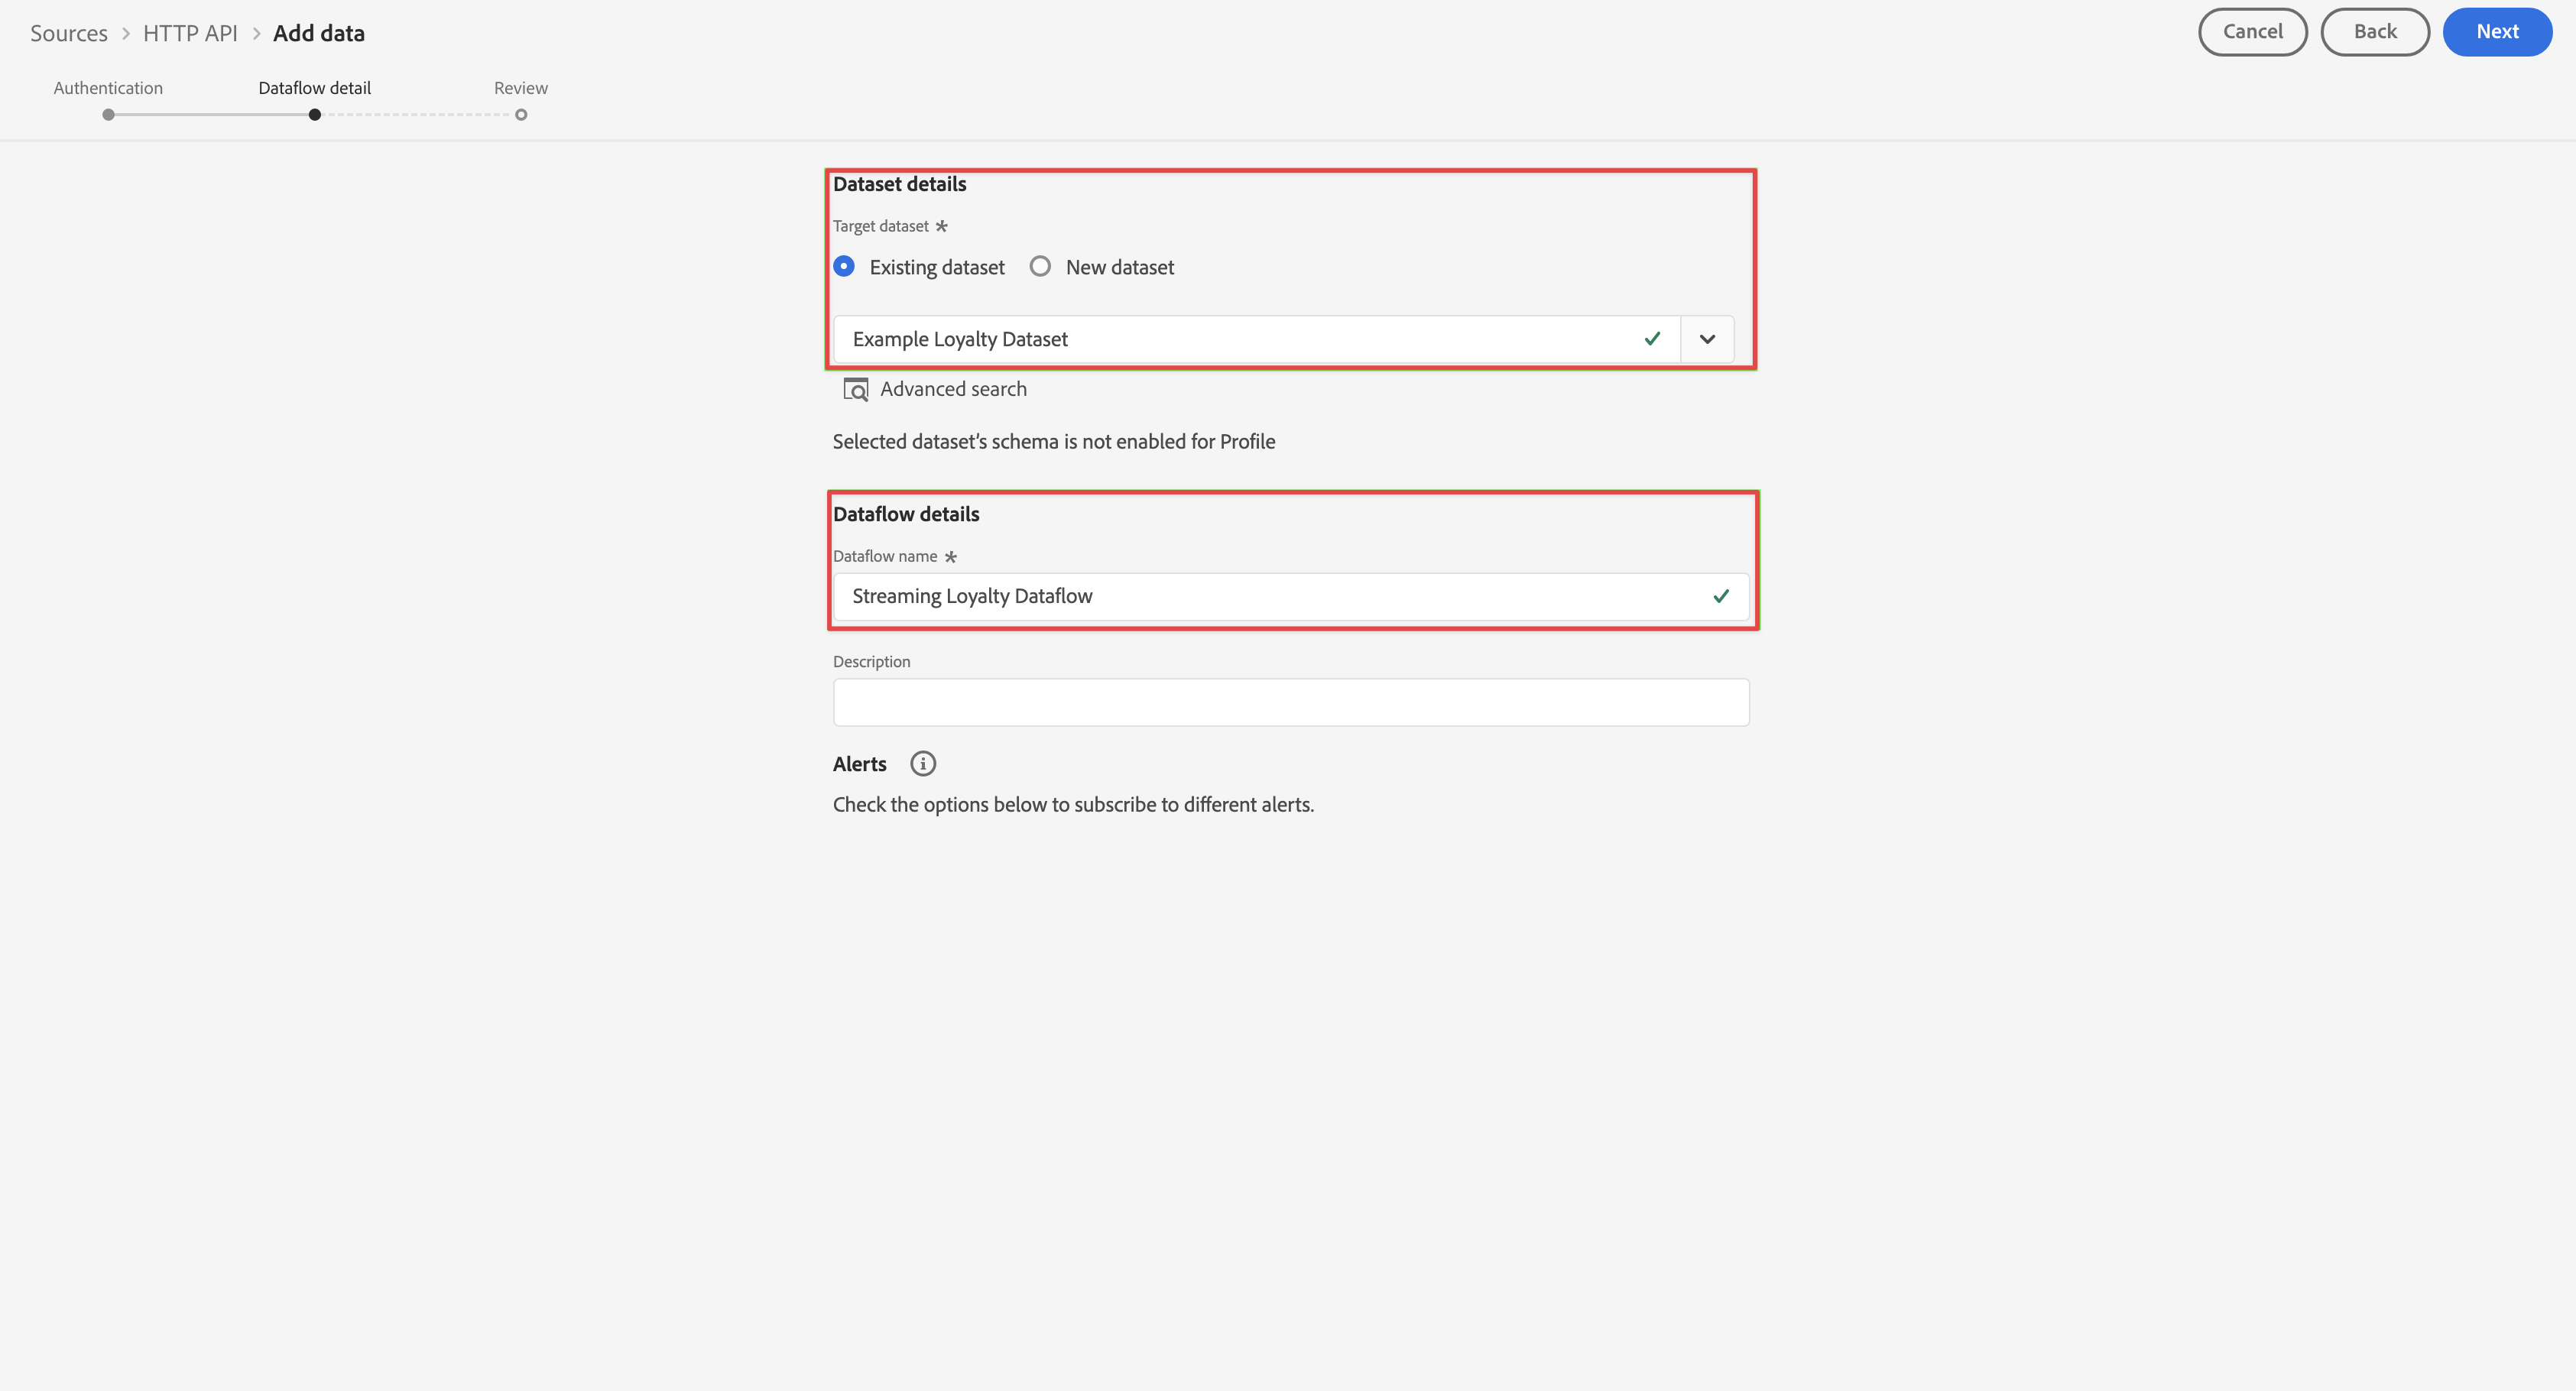 Sources > HTTP API > Add data
Cancel Back Next
Authentication Dataflow detail Review
Dataset details
Target dataset *
Existing dataset New dataset
Example Loyalty Dataset
Advanced search
Selected dataset's schema is not enabled for Profile
Dataflow details
Dataflow name *
Streaming Loyalty Dataflow
Description
Alerts
Check the options below to subscribe to different alerts.